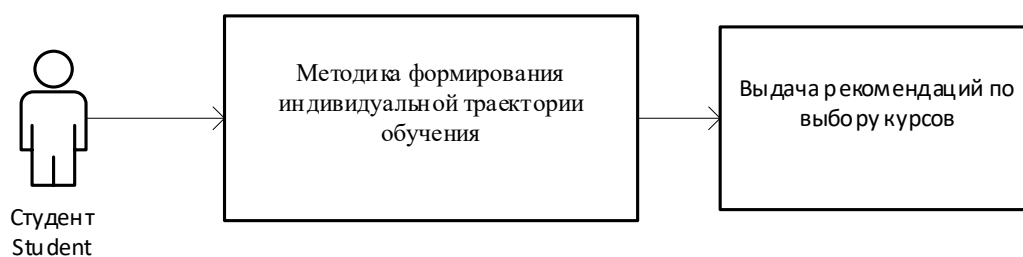 Методика формирования
индивидуальной траектории
обучения
Выдача рекомендаций по
выбору курсов
Студент
Student